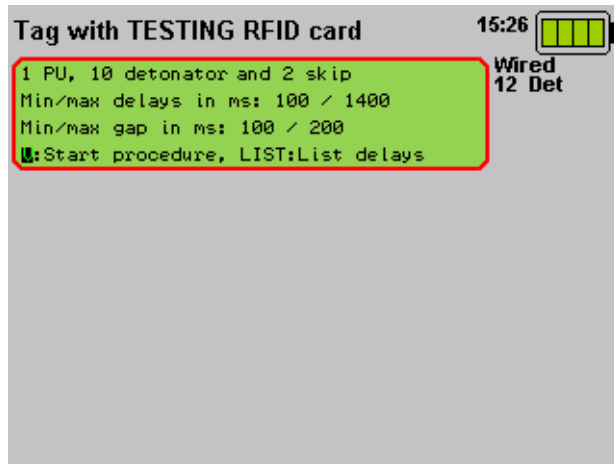 Tag with TESTING RFID card
15:26
Wired
12 Det
1 PU, 10 detonator and 2 skip
Min/max delays in ms: 100 / 1400
Min/max gap in ms: 100 / 200
:Start procedure, LIST:List delays